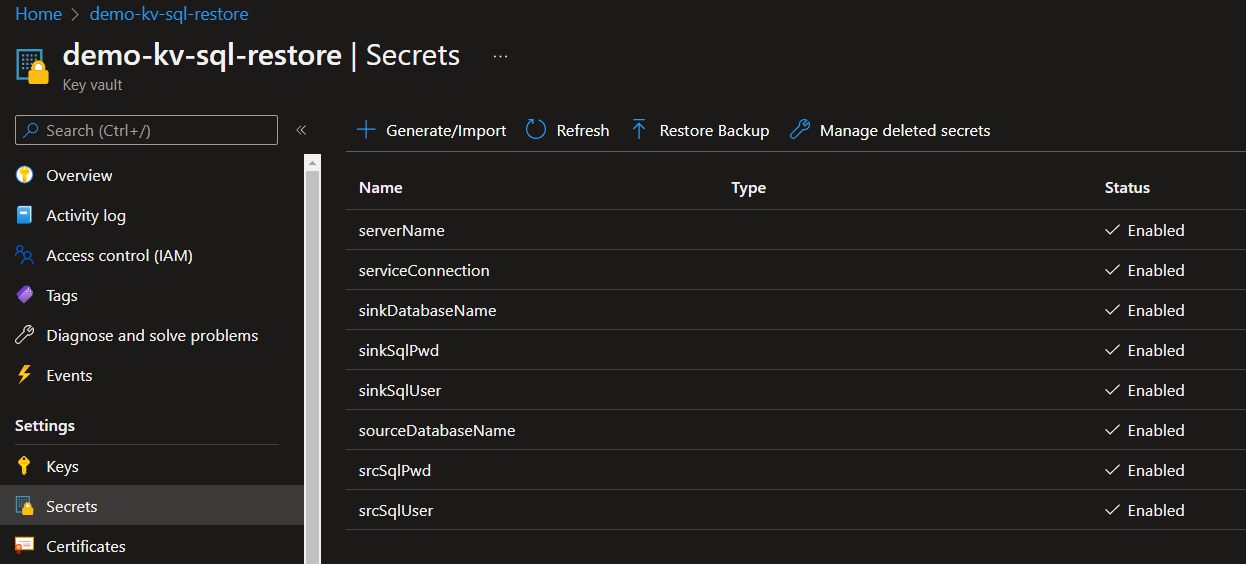 Home > demo-kv-sql-restore
demo-kv-sql-restore | Secrets ...
Key vault
Search (Ctrl+/) «
Generate/Import Refresh Restore Backup Manage deleted secrets
Overview
Activity log
Access control (IAM)
Tags
Diagnose and solve problems
Events
Settings
Keys
Secrets
Certificates
Name Type Status
serverName Enabled
serviceConnection Enabled
sinkDatabaseName Enabled
sinkSqlPwd Enabled
sinkSqlUser Enabled
sourceDatabaseName Enabled
srcSqlPwd Enabled
srcSqlUser Enabled